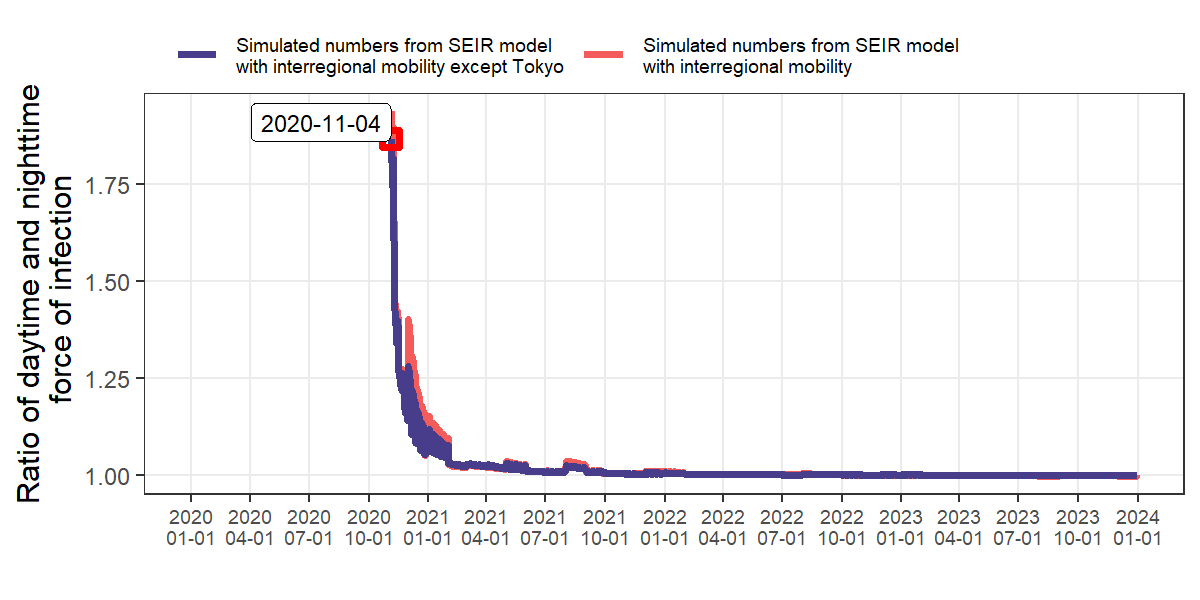 Simulated numbers from SEIR model
with interregional mobility except Tokyo
Simulated numbers from SEIR model
with interregional mobility
2020-11-04
Ratio of daytime and nighttime
force of infection
1.75
1.50
1.25
1.00
2020 2020 2020 2020 2021 2021 2021 2021 2022 2022 2022 2022 2023 2023 2023 2023 2024
01-01 04-01 07-01 10-01 01-01 04-01 07-01 10-01 01-01 04-01 07-01 10-01 01-01 04-01 07-01 10-01 01-01